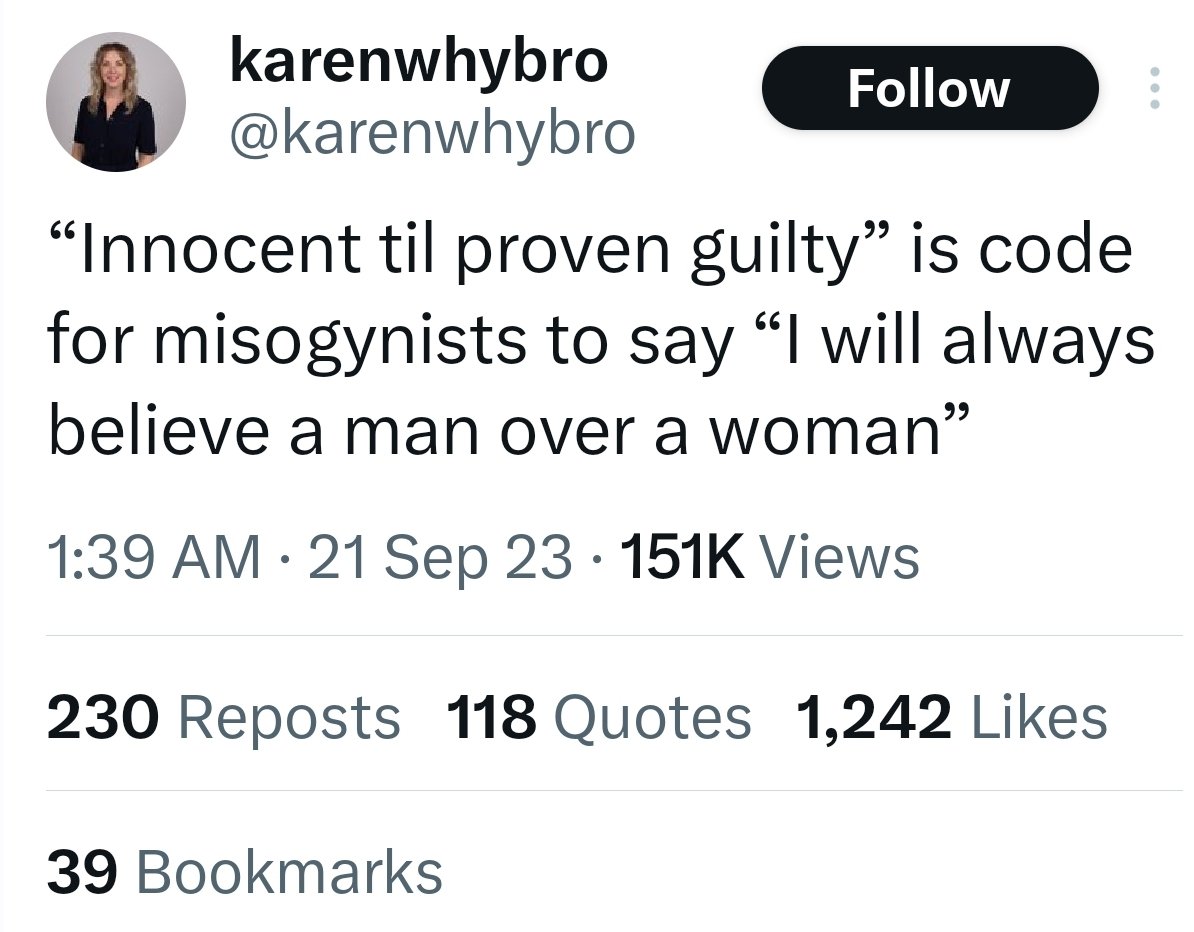 karenwhybro
Follow
@karenwhybro
“Innocent til proven guilty” is code
for misogynists to say “I will always
believe a man over a woman”
1:39 AM · 21 Sep 23 · 151K Views
230 Reposts 118 Quotes 1,242 Likes
39 Bookmarks